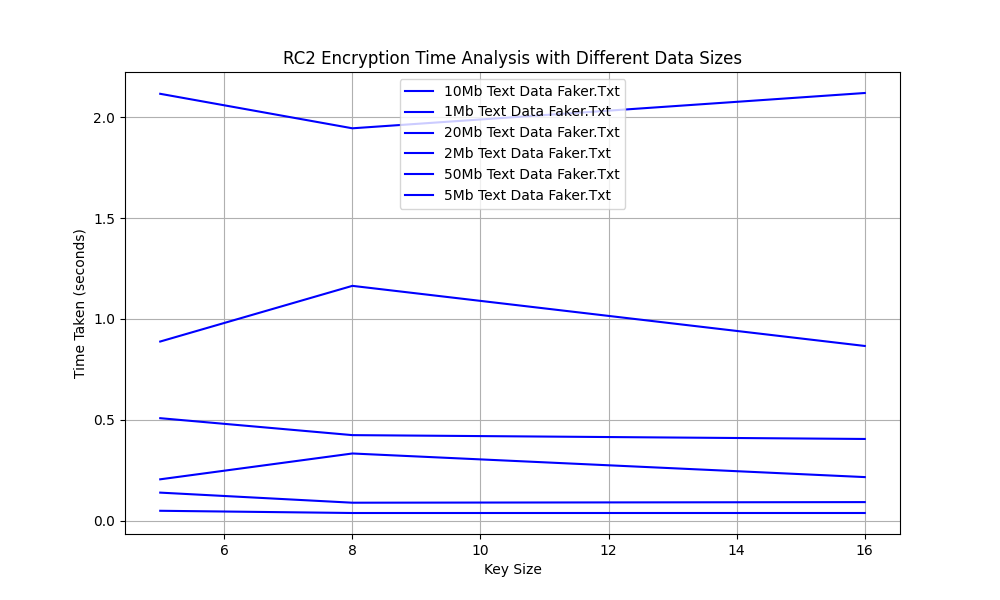 RC2 Encryption Time Analysis with Different Data Sizes
10Mb Text Data Faker.Txt
1Mb Text Data Faker.Txt
20Mb Text Data Faker.Txt
2Mb Text Data Faker.Txt
50Mb Text Data Faker.Txt
5Mb Text Data Faker.Txt
Time Taken (seconds)
2.0
1.5
1.0
0.5
0.0
6 8 10 12 14 16
Key Size